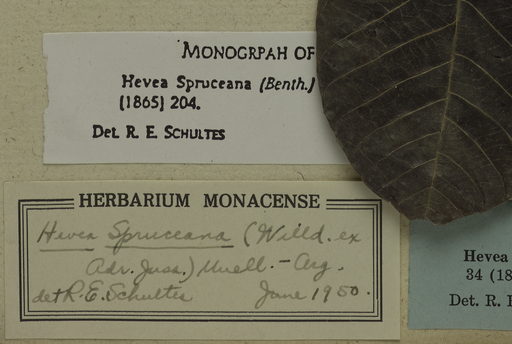 MONOGRPAH OF
Hevea Spruceana (Benth.)
(1865) 204.
Det. R. E. SCHULTES
HERBARIUM MONACENSE
Hevea Spruceana (Willd. ex
Adr. Juss.) Muell.-Arg.
det R. E. Schultes June 1950.
Hevea
34 (18
Det. R.